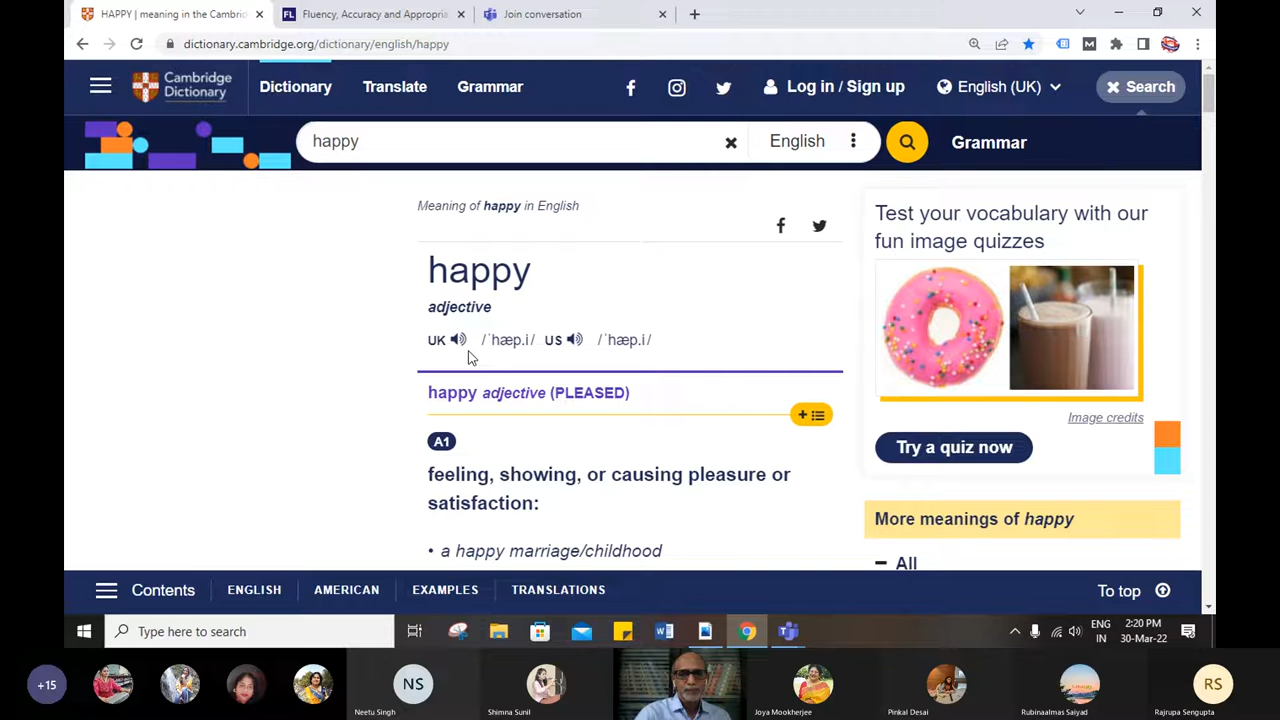 HAPPY | meaning in the Cambrid
Fluency, Accuracy and Appropria
Join conversation
dictionary.cambridge.org/dictionary/english/happy
Cambridge Dictionary
Dictionary
Translate
Grammar
Log in / Sign up
English (UK)
Search
happy
English
Grammar
Meaning of happy in English
happy
adjective
UK /ˈhæp.i/ US /ˈhæp.i/
happy adjective (PLEASED)
A1
feeling, showing, or causing pleasure or
satisfaction:
• a happy marriage/childhood
Test your vocabulary with our
fun image quizzes
Image credits
Try a quiz now
More meanings of happy
All
Contents
ENGLISH
AMERICAN
EXAMPLES
TRANSLATIONS
To top
Type here to search
ENG
IN
2:20 PM
30-Mar-22
+15
NS
RS
Neetu Singh
Shimna Sunil
Joya Mookherjee
Pinkal Desai
Rubinaalmas Saiyad
Rajrupa Sengupta